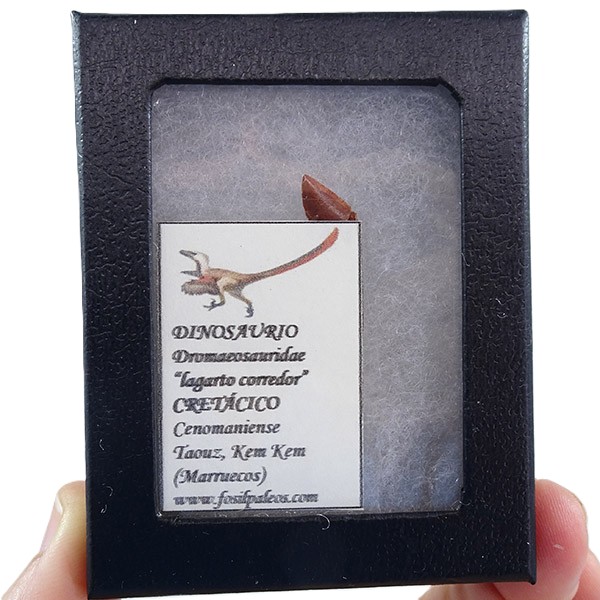 DINOSAURIO
Dromaeosauridae
“lagarto corredor”
CRETÁCICO
Cenomaniense
Taouz, Kem Kem
(Marruecos)
www.fosilpaleos.com